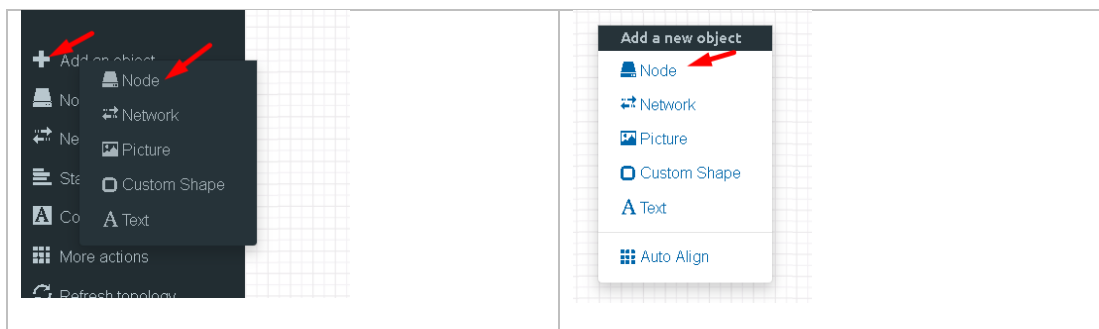 Add an object
Node
No
Network
Ne
Picture
Sta
Custom Shape
Co
Text
More actions
Refresh topology
Add a new object
Node
Network
Picture
Custom Shape
Text
Auto Align